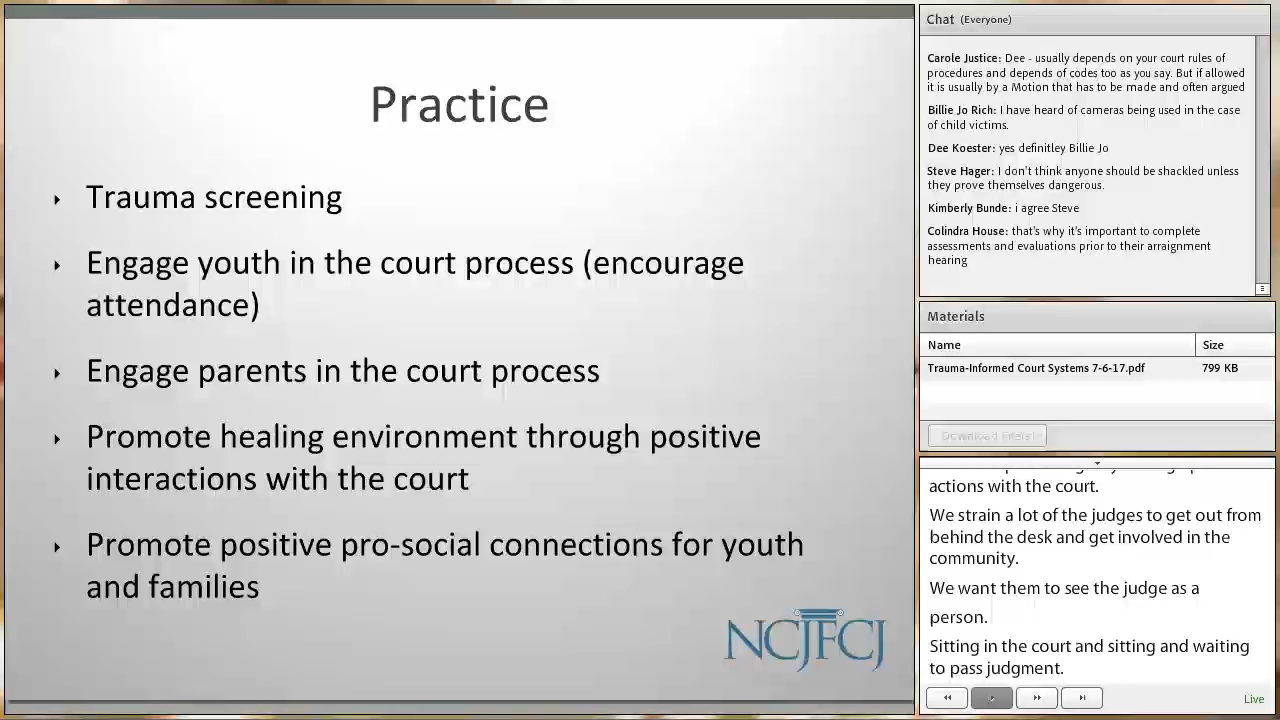 Practice
Trauma screening
Engage youth in the court process (encourage
attendance)
Engage parents in the court process
Promote healing environment through positive
interactions with the court
Promote positive pro-social connections for youth
and families
NCJFCJ
Chat (Everyone)
Carole Justice: Dee - usually depends on your court rules of
procedures and depends of codes too as you say. But if allowed
it is usually by a Motion that has to be made and often argued
Billie Jo Rich: I have heard of cameras being used in the case
of child victims.
Dee Koester: yes definitley Billie Jo
Steve Hager: I don't think anyone should be shackled unless
they prove themselves dangerous.
Kimberly Bunde: i agree Steve
Colindra House: that's why it's important to complete
assessments and evaluations prior to their arraignment
hearing
Materials
Name Size
Trauma-Informed Court Systems 7-6-17.pdf 799 KB
Download File(s)
actions with the court.
We strain a lot of the judges to get out from
behind the desk and get involved in the
community.
We want them to see the judge as a
person.
Sitting in the court and sitting and waiting
to pass judgment.
Live